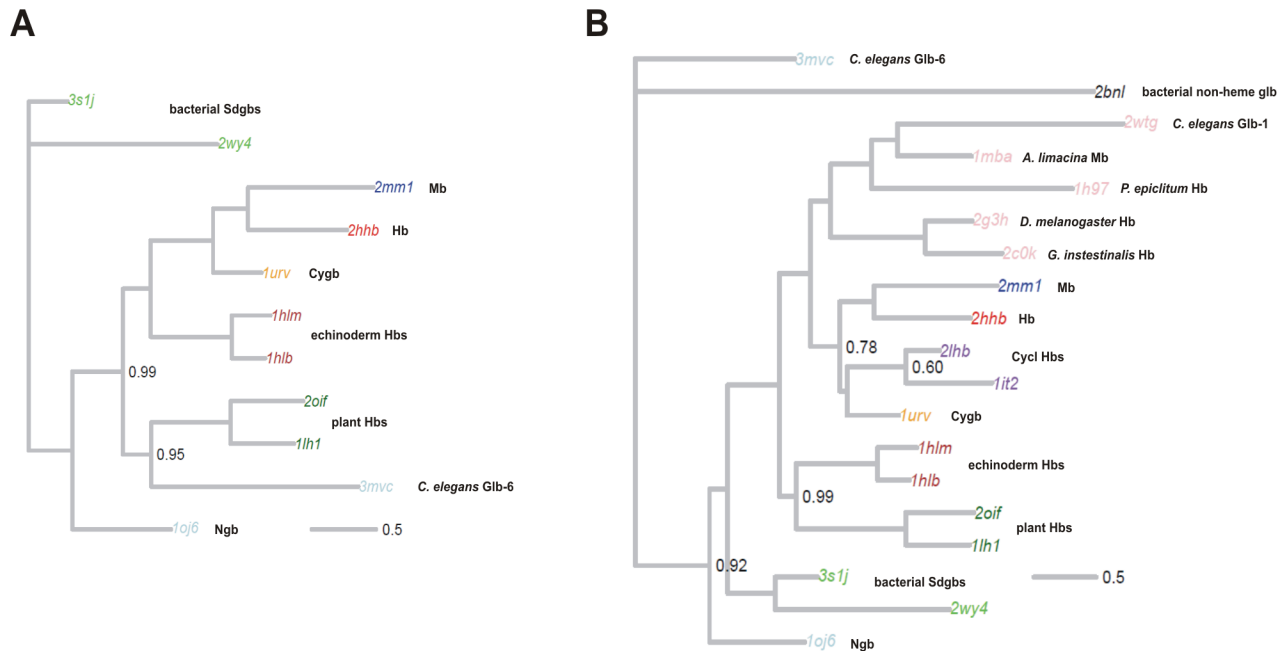 A
3s1j
bacterial Sdgbs
2wy4
2mm1 Mb
2hhb Hb
1urv Cygb
1hlm
echinoderm Hbs
1hlb
0.99
2oif
plant Hbs
1lh1
0.95
3mvc C. elegans Glb-6
1oj6 Ngb
0.5
B
3mvc C. elegans Glb-6
2bnl bacterial non-heme glb
2wtg C. elegans Glb-1
1mba A. limacina Mb
1h97 P. epiclitum Hb
2g3h D. melanogaster Hb
2c0k G. instestinalis Hb
2mm1 Mb
2hhb Hb
0.78
2lhb
Cycl Hbs
0.60
1it2
1urv Cygb
1hlm
echinoderm Hbs
1hlb
0.99
2oif
plant Hbs
1lh1
0.92
3s1j
bacterial Sdgbs
0.5
2wy4
1oj6 Ngb